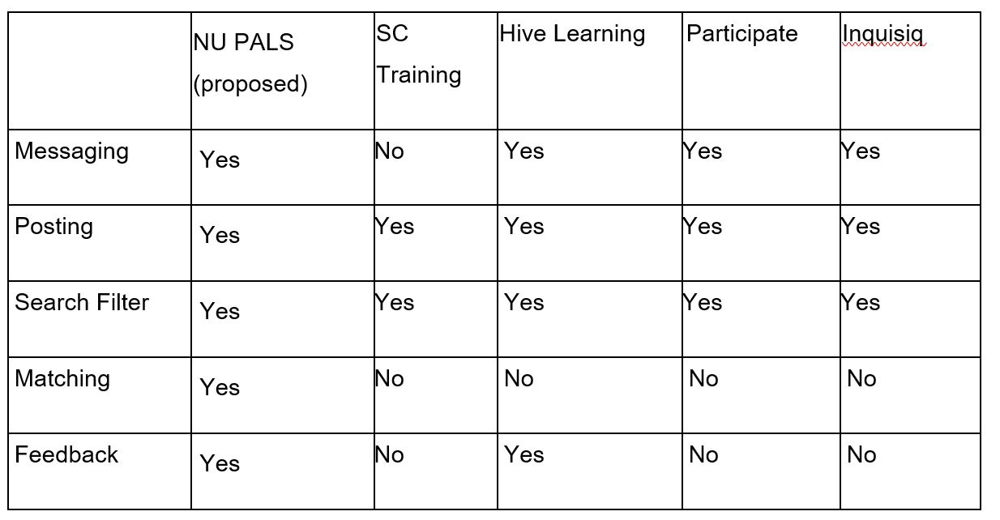 NU PALS (proposed) SC Training Hive Learning Participate Inquisiq
Messaging Yes No Yes Yes Yes
Posting Yes Yes Yes Yes Yes
Search Filter Yes Yes Yes Yes Yes
Matching Yes No No No No
Feedback Yes No Yes No No